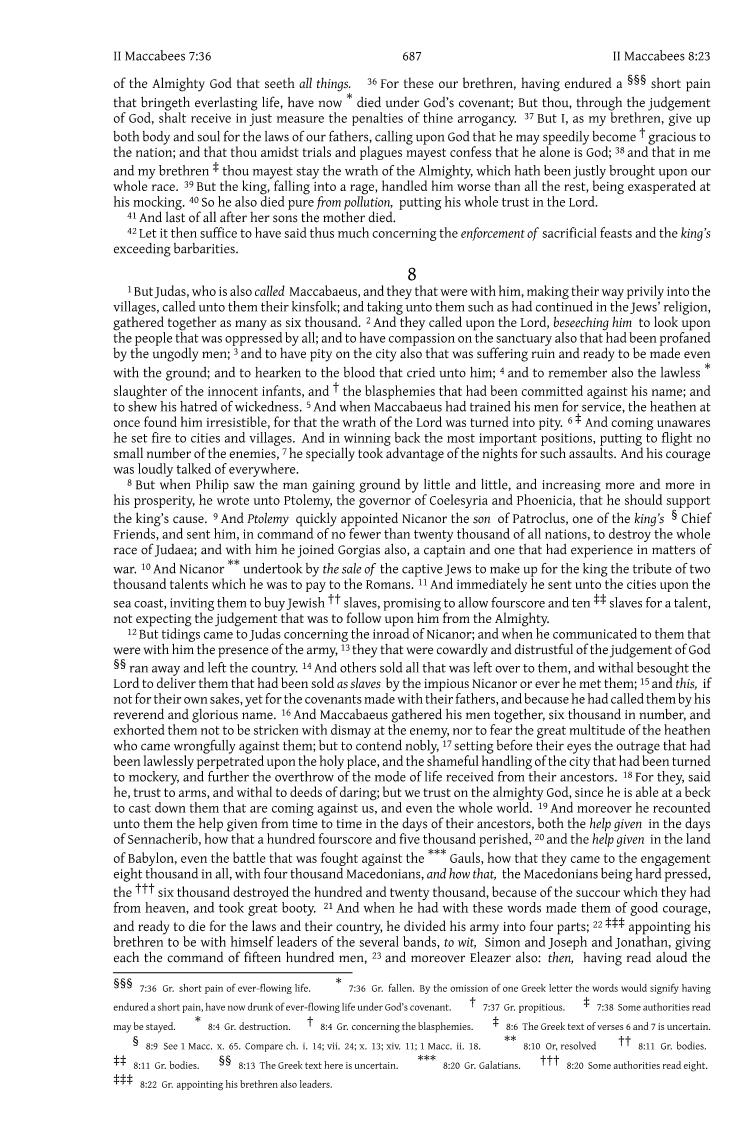 II Maccabees 7:36 687 II Maccabees 8:23
of the Almighty God that seeth all things. 36 For these our brethren, having endured a §§§ short pain
that bringeth everlasting life, have now * died under God’s covenant; But thou, through the judgement
of God, shalt receive in just measure the penalties of thine arrogancy. 37 But I, as my brethren, give up
both body and soul for the laws of our fathers, calling upon God that he may speedily become † gracious to
the nation; and that thou amidst trials and plagues mayest confess that he alone is God; 38 and that in me
and my brethren ‡ thou mayest stay the wrath of the Almighty, which hath been justly brought upon our
whole race. 39 But the king, falling into a rage, handled him worse than all the rest, being exasperated at
his mocking. 40 So he also died pure from pollution, putting his whole trust in the Lord.
41 And last of all after her sons the mother died.
42 Let it then suffice to have said thus much concerning the enforcement of sacrificial feasts and the king’s
exceeding barbarities.
8
1 But Judas, who is also called Maccabaeus, and they that were with him, making their way privily into the
villages, called unto them their kinsfolk; and taking unto them such as had continued in the Jews’ religion,
gathered together as many as six thousand. 2 And they called upon the Lord, beseeching him to look upon
the people that was oppressed by all; and to have compassion on the sanctuary also that had been profaned
by the ungodly men; 3 and to have pity on the city also that was suffering ruin and ready to be made even
with the ground; and to hearken to the blood that cried unto him; 4 and to remember also the lawless *
slaughter of the innocent infants, and † the blasphemies that had been committed against his name; and
to shew his hatred of wickedness. 5 And when Maccabaeus had trained his men for service, the heathen at
once found him irresistible, for that the wrath of the Lord was turned into pity. 6 ‡ And coming unawares
he set fire to cities and villages. And in winning back the most important positions, putting to flight no
small number of the enemies, 7 he specially took advantage of the nights for such assaults. And his courage
was loudly talked of everywhere.
8 But when Philip saw the man gaining ground by little and little, and increasing more and more in
his prosperity, he wrote unto Ptolemy, the governor of Coelesyria and Phoenicia, that he should support
the king’s cause. 9 And Ptolemy quickly appointed Nicanor the son of Patroclus, one of the king’s § Chief
Friends, and sent him, in command of no fewer than twenty thousand of all nations, to destroy the whole
race of Judaea; and with him he joined Gorgias also, a captain and one that had experience in matters of
war. 10 And Nicanor ** undertook by the sale of the captive Jews to make up for the king the tribute of two
thousand talents which he was to pay to the Romans. 11 And immediately he sent unto the cities upon the
sea coast, inviting them to buy Jewish †† slaves, promising to allow fourscore and ten ‡‡ slaves for a talent,
not expecting the judgement that was to follow upon him from the Almighty.
12 But tidings came to Judas concerning the inroad of Nicanor; and when he communicated to them that
were with him the presence of the army, 13 they that were cowardly and distrustful of the judgement of God
§§ ran away and left the country. 14 And others sold all that was left over to them, and withal besought the
Lord to deliver them that had been sold as slaves by the impious Nicanor or ever he met them; 15 and this, if
not for their own sakes, yet for the covenants made with their fathers, and because he had called them by his
reverend and glorious name. 16 And Maccabaeus gathered his men together, six thousand in number, and
exhorted them not to be stricken with dismay at the enemy, nor to fear the great multitude of the heathen
who came wrongfully against them; but to contend nobly, 17 setting before their eyes the outrage that had
been lawlessly perpetrated upon the holy place, and the shameful handling of the city that had been turned
to mockery, and further the overthrow of the mode of life received from their ancestors. 18 For they, said
he, trust to arms, and withal to deeds of daring; but we trust on the almighty God, since he is able at a beck
to cast down them that are coming against us, and even the whole world. 19 And moreover he recounted
unto them the help given from time to time in the days of their ancestors, both the help given in the days
of Sennacherib, how that a hundred fourscore and five thousand perished, 20 and the help given in the land
of Babylon, even the battle that was fought against the *** Gauls, how that they came to the engagement
eight thousand in all, with four thousand Macedonians, and how that, the Macedonians being hard pressed,
the ††† six thousand destroyed the hundred and twenty thousand, because of the succour which they had
from heaven, and took great booty. 21 And when he had with these words made them of good courage,
and ready to die for the laws and their country, he divided his army into four parts; 22 ‡‡‡ appointing his
brethren to be with himself leaders of the several bands, to wit, Simon and Joseph and Jonathan, giving
each the command of fifteen hundred men, 23 and moreover Eleazer also: then, having read aloud the
§§§ 7:36 Gr. short pain of ever-flowing life. * 7:36 Gr. fallen. By the omission of one Greek letter the words would signify having
endured a short pain, have now drunk of ever-flowing life under God’s covenant. † 7:37 Gr. propitious. ‡ 7:38 Some authorities read
may be stayed. * 8:4 Gr. destruction. † 8:4 Gr. concerning the blasphemies. ‡ 8:6 The Greek text of verses 6 and 7 is uncertain.
§ 8:9 See 1 Macc. x. 65. Compare ch. i. 14; vii. 24; x. 13; xiv. 11; 1 Macc. ii. 18. ** 8:10 Or, resolved †† 8:11 Gr. bodies.
‡‡ 8:11 Gr. bodies. §§ 8:13 The Greek text here is uncertain. *** 8:20 Gr. Galatians. ††† 8:20 Some authorities read eight.
‡‡‡ 8:22 Gr. appointing his brethren also leaders.